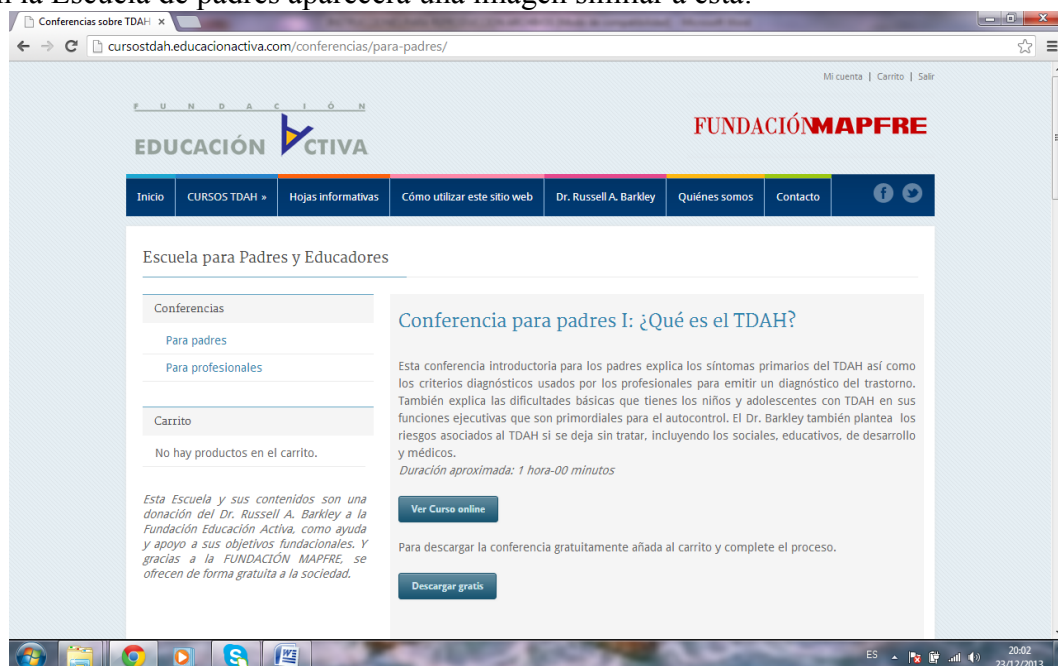 en la Escuela de padres aparecerá una imagen similar a esta:
Conferencias sobre TDAH ×
cursostdah.educacionactiva.com/conferencias/para-padres/
Mi cuenta | Carrito | Salir
FUNDACIÓN
EDUCACIÓN ACTIVA
FUNDACIÓNMAPFRE
Inicio CURSOS TDAH » Hojas informativas Cómo utilizar este sitio web Dr. Russell A. Barkley Quiénes somos Contacto
Escuela para Padres y Educadores
Conferencias
Para padres
Para profesionales
Carrito
No hay productos en el carrito.
Esta Escuela y sus contenidos son una
donación del Dr. Russell A. Barkley a la
Fundación Educación Activa, como ayuda
y apoyo a sus objetivos fundacionales. Y
gracias a la FUNDACIÓN MAPFRE, se
ofrecen de forma gratuita a la sociedad.
Conferencia para padres I: ¿Qué es el TDAH?
Esta conferencia introductoria para los padres explica los síntomas primarios del TDAH así como
los criterios diagnósticos usados por los profesionales para emitir un diagnóstico del trastorno.
También explica las dificultades básicas que tienes los niños y adolescentes con TDAH en sus
funciones ejecutivas que son primordiales para el autocontrol. El Dr. Barkley también plantea los
riesgos asociados al TDAH si se deja sin tratar, incluyendo los sociales, educativos, de desarrollo
y médicos.
Duración aproximada: 1 hora-00 minutos
Ver Curso online
Para descargar la conferencia gratuitamente añada al carrito y complete el proceso.
Descargar gratis
ES
20:02
23/12/2013